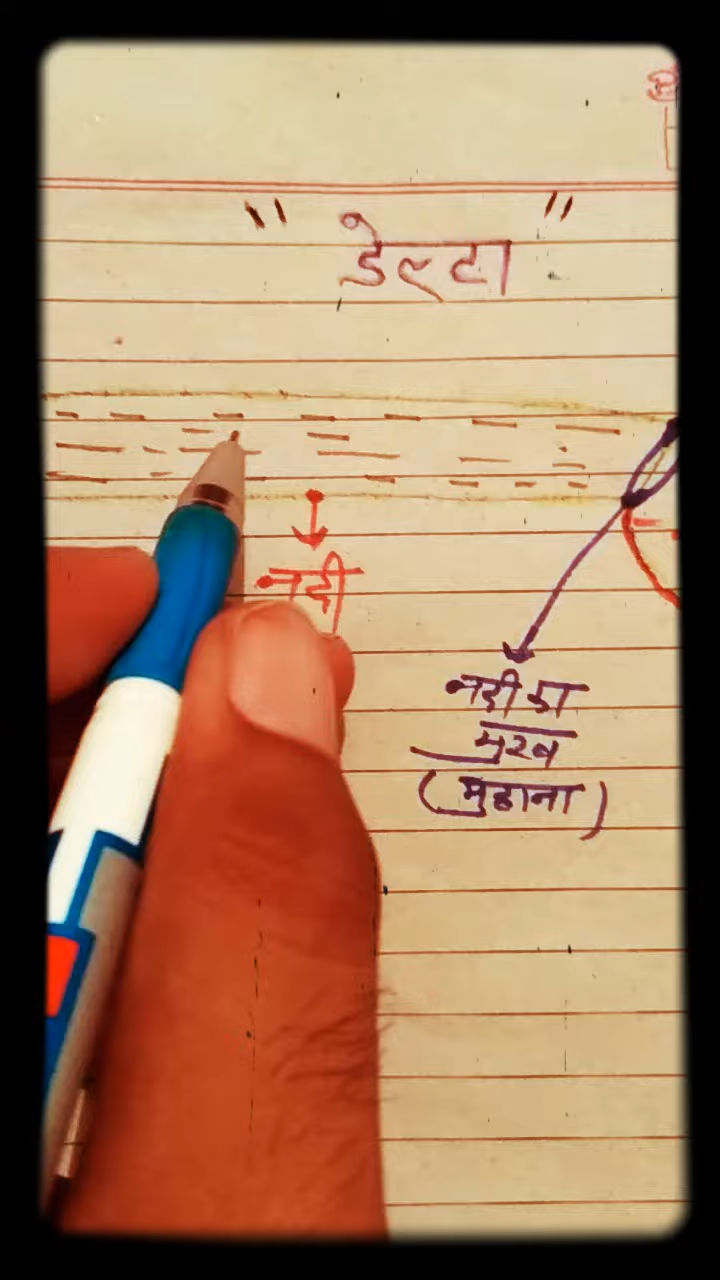 " डेल्टा "
नदी
नदी का
मुख
(मुहाना)